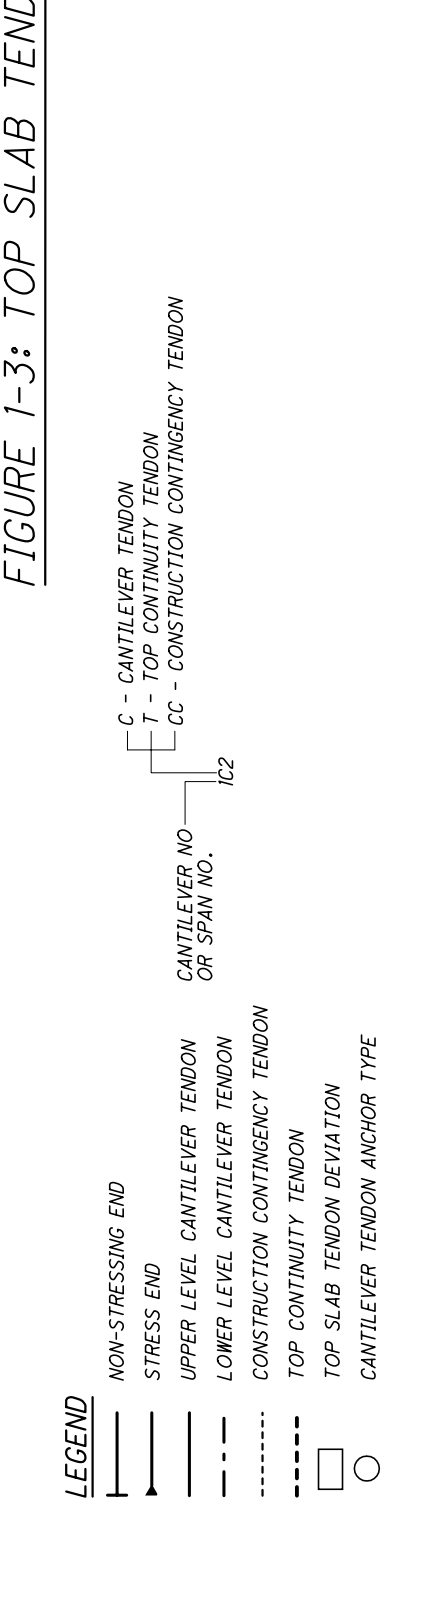 FIGURE 1-3: TOP SLAB TEND
C - CANTILEVER TENDON
T - TOP CONTINUITY TENDON
CC - CONSTRUCTION CONTINGENCY TENDON
1C2
CANTILEVER NO
OR SPAN NO.
LEGEND
NON-STRESSING END
STRESS END
UPPER LEVEL CANTILEVER TENDON
LOWER LEVEL CANTILEVER TENDON
CONSTRUCTION CONTINGENCY TENDON
TOP CONTINUITY TENDON
TOP SLAB TENDON DEVIATION
CANTILEVER TENDON ANCHOR TYPE